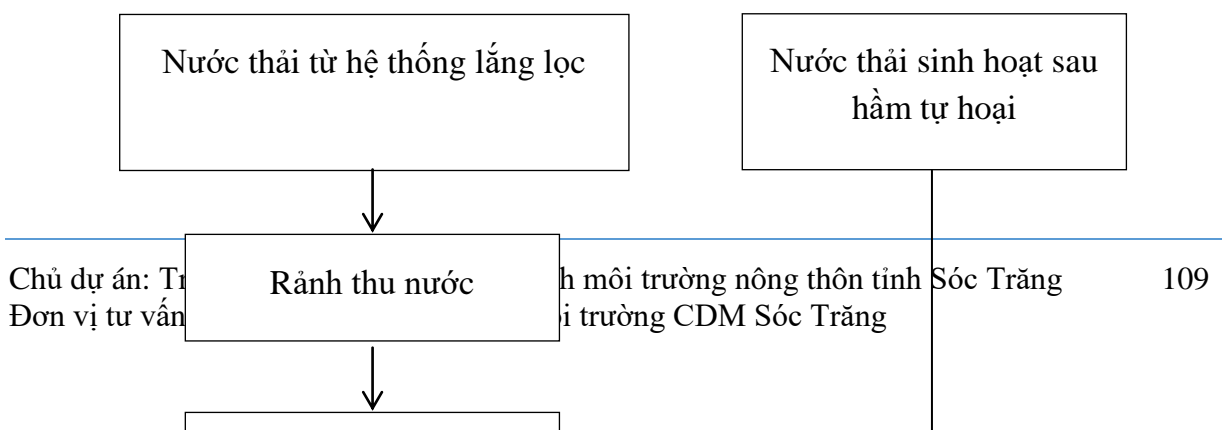 Nước thải từ hệ thống lắng lọc
Nước thải sinh hoạt sau
hầm tự hoại
Rảnh thu nước
Chủ dự án: Tr h môi trường nông thôn tỉnh Sóc Trăng 109
Đơn vị tư vấn i trường CDM Sóc Trăng